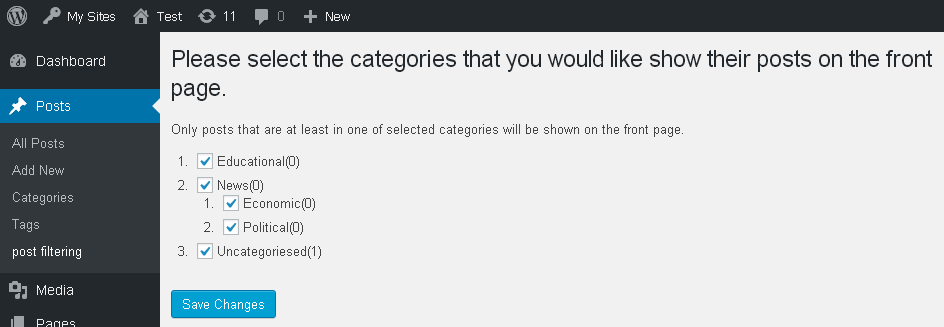 My Sites Test 11 0 New
Dashboard
Posts
All Posts
Add New
Categories
Tags
post filtering
Media
Pages
Please select the categories that you would like show their posts on the front
page.
Only posts that are at least in one of selected categories will be shown on the front page.
1. Educational(0)
2. News(0)
1. Economic(0)
2. Political(0)
3. Uncategoriesed(1)
Save Changes